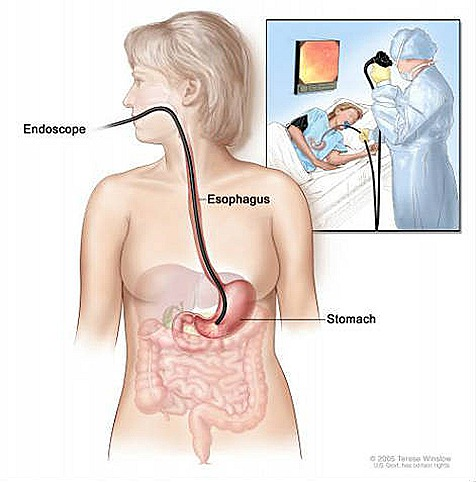 Endoscope
Esophagus
Stomach
© 2005 Terese Winslow
U.S. Govt. has certain rights